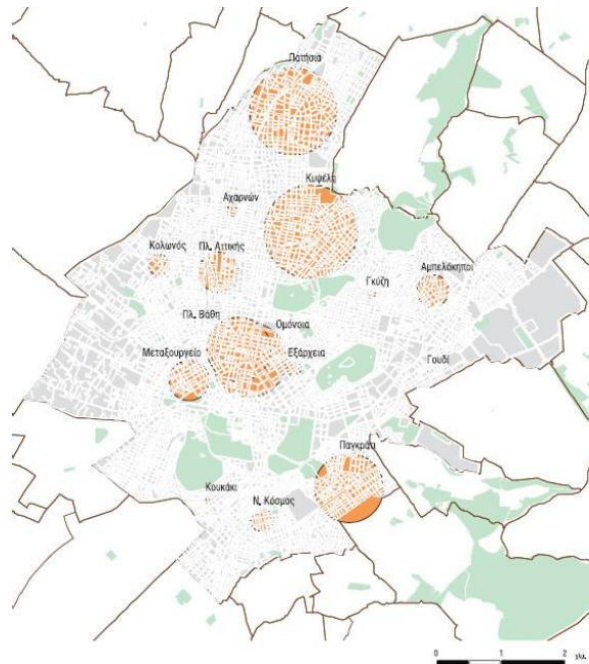 Πατήσια
Κυψέλη
Αχαρνών
Κολωνός
Πλ. Αττικής
Γκύζη
Αμπελόκηποι
Πλ. Βάθη
Ομόνοια
Μεταξουργείο
Εξάρχεια
Γουδί
Παγκράτι
Κουκάκι
Ν. Κόσμος
0 1 2 χλμ.